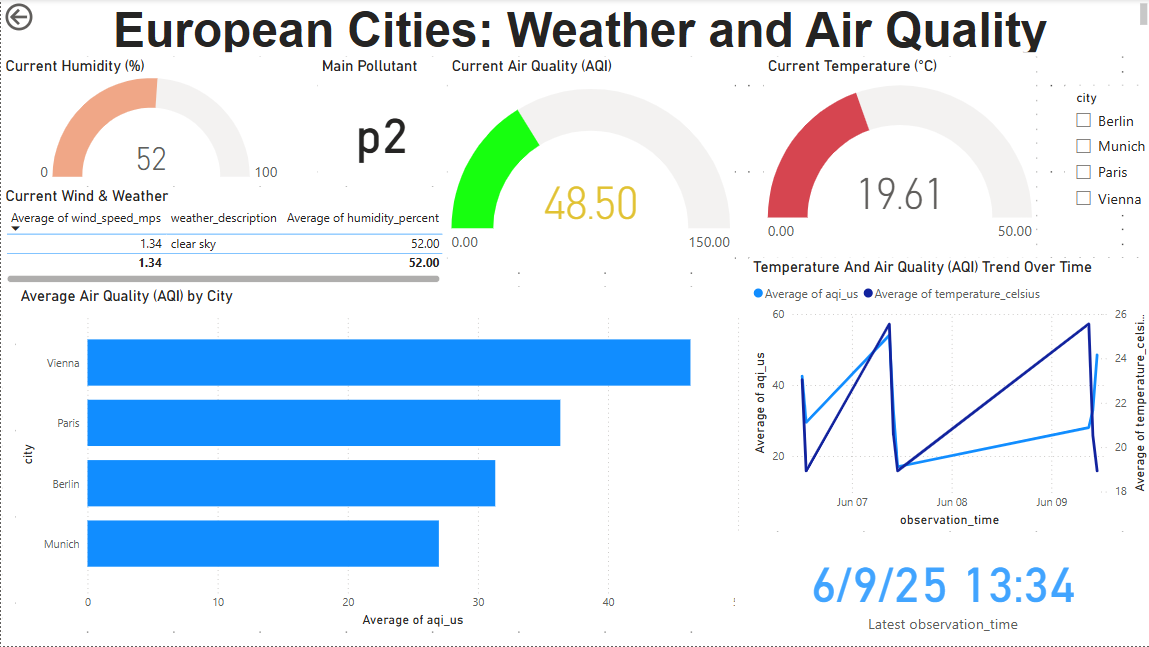 European Cities: Weather and Air Quality
Current Humidity (%)
52
0
100
Main Pollutant
p2
Current Air Quality (AQI)
48.50
0.00
150.00
Current Temperature (°C)
19.61
0.00
50.00
city
Berlin
Munich
Paris
Vienna
Current Wind & Weather
Average of wind_speed_mps weather_description Average of humidity_percent
1.34 clear sky 52.00
1.34 52.00
Average Air Quality (AQI) by City
city
Vienna
Paris
Berlin
Munich
0 10 20 30 40
Average of aqi_us
Temperature And Air Quality (AQI) Trend Over Time
Average of aqi_us Average of temperature_celsius
Average of aqi_us
60
40
20
26
24
22
20
18
Average of temperature_celsi...
Jun 07 Jun 08 Jun 09
observation_time
6/9/25 13:34
Latest observation_time